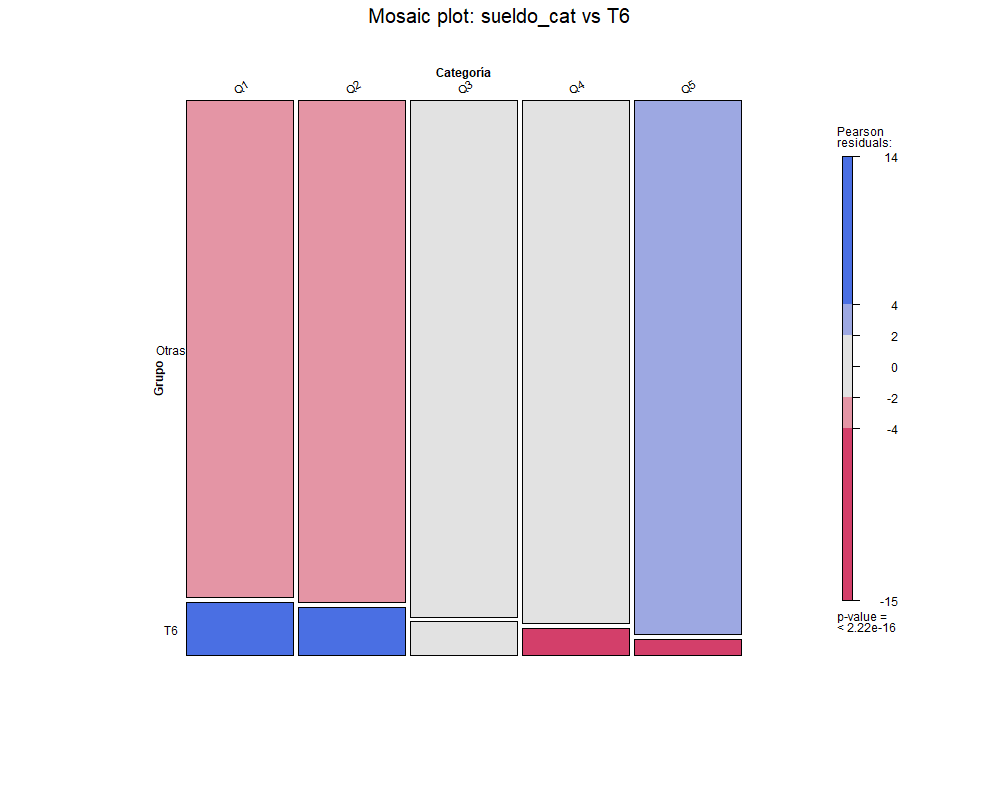 Mosaic plot: sueldo_cat vs T6
Categoría
Q1 Q2 Q3 Q4 Q5
Pearson
residuals:
14
4
2
0
-2
-4
-15
p-value =
< 2.22e-16
Otras
Grupo
T6